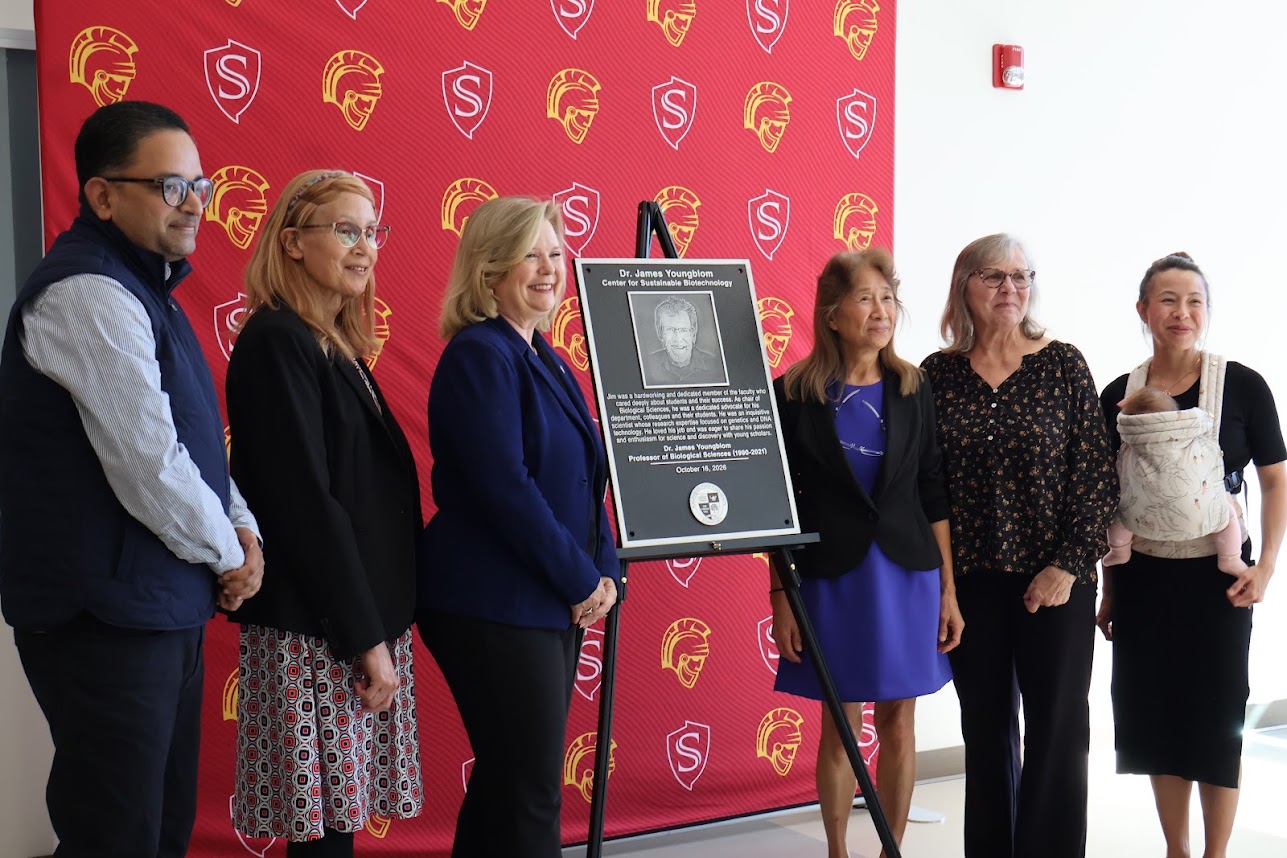 Dr. James Youngblom
Center for Sustainable Biotechnology
Jim was a hardworking and dedicated member of the faculty who
cared deeply about students and their success. As chair of
Biological Sciences, he was a dedicated advocate for his
department, colleagues and their students. He was an inquisitive
scientist whose research expertise focused on genetics and DNA
technology. He loved his job and was eager to share his passion
and enthusiasm for science and discovery with young scholars.
Dr. James Youngblom
Professor of Biological Sciences (1990-2021)
October 16, 2026
S
S
S
S
S
S
S
S
S
S
S
S
S
FIRE